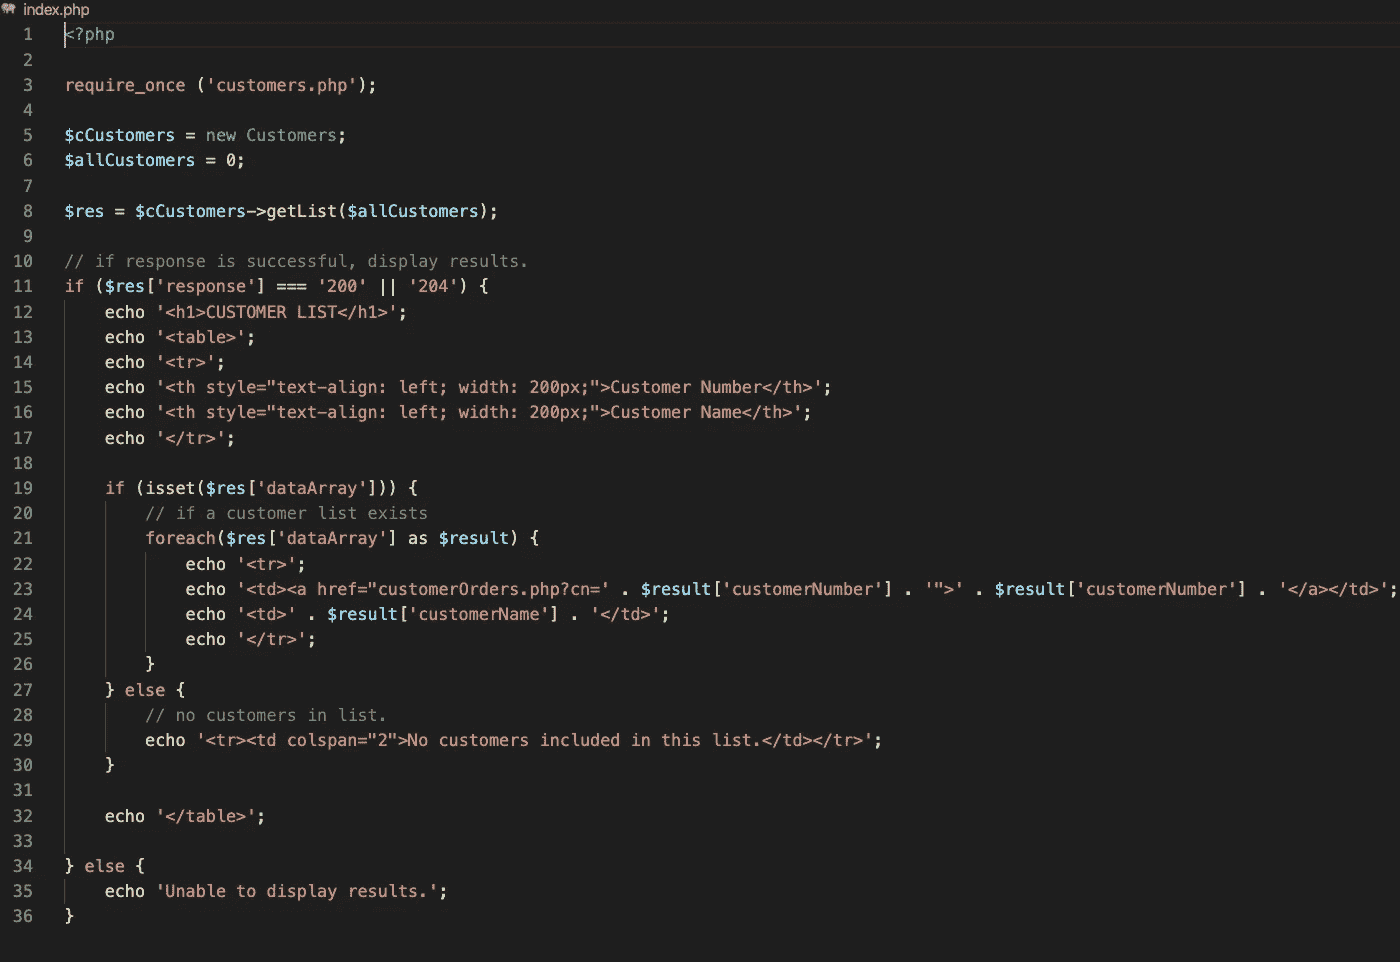 index.php
1 <?php
2
3 require_once ('customers.php');
4
5 $cCustomers = new Customers;
6 $allCustomers = 0;
7
8 $res = $cCustomers->getList($allCustomers);
9
10 // if response is successful, display results.
11 if ($res['response'] === '200' || '204') {
12     echo '<h1>CUSTOMER LIST</h1>';
13     echo '<table>';
14     echo '<tr>';
15     echo '<th style="text-align: left; width: 200px;">Customer Number</th>';
16     echo '<th style="text-align: left; width: 200px;">Customer Name</th>';
17     echo '</tr>';
18
19     if (isset($res['dataArray'])) {
20         // if a customer list exists
21         foreach($res['dataArray'] as $result) {
22             echo '<tr>';
23             echo '<td><a href="customerOrders.php?cn=' . $result['customerNumber'] . '">' . $result['customerNumber'] . '</a></td>';
24             echo '<td>' . $result['customerName'] . '</td>';
25             echo '</tr>';
26         }
27     } else {
28         // no customers in list.
29         echo '<tr><td colspan="2">No customers included in this list.</td></tr>';
30     }
31
32     echo '</table>';
33
34 } else {
35     echo 'Unable to display results.';
36 }